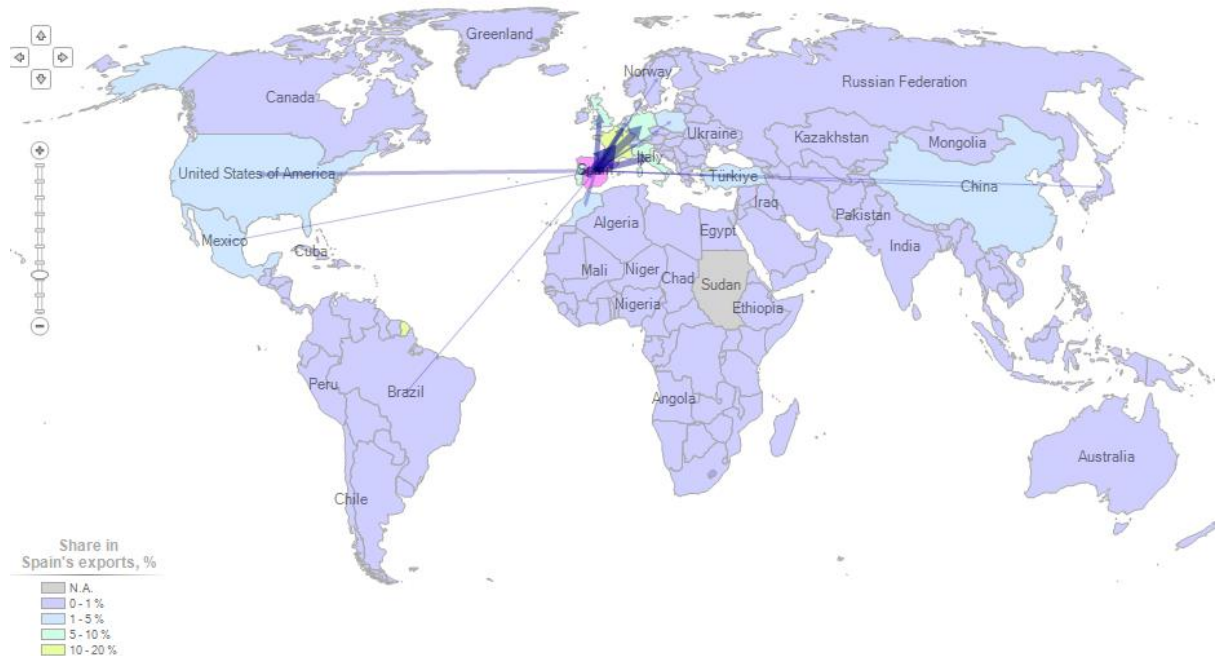 Greenland
Norway
Russian Federation
Canada
Ukraine
Kazakhstan
Mongolia
Italy
United States of America
Türkiye
China
Iraq
Pakistan
Algeria
Egypt
India
Mexico
Cuba
Mali
Niger
Chad
Sudan
Nigeria
Ethiopia
Peru
Brazil
Angola
Australia
Chile
Share in
Spain's exports, %
N.A.
0 - 1 %
1 - 5 %
5 - 10 %
10 - 20 %